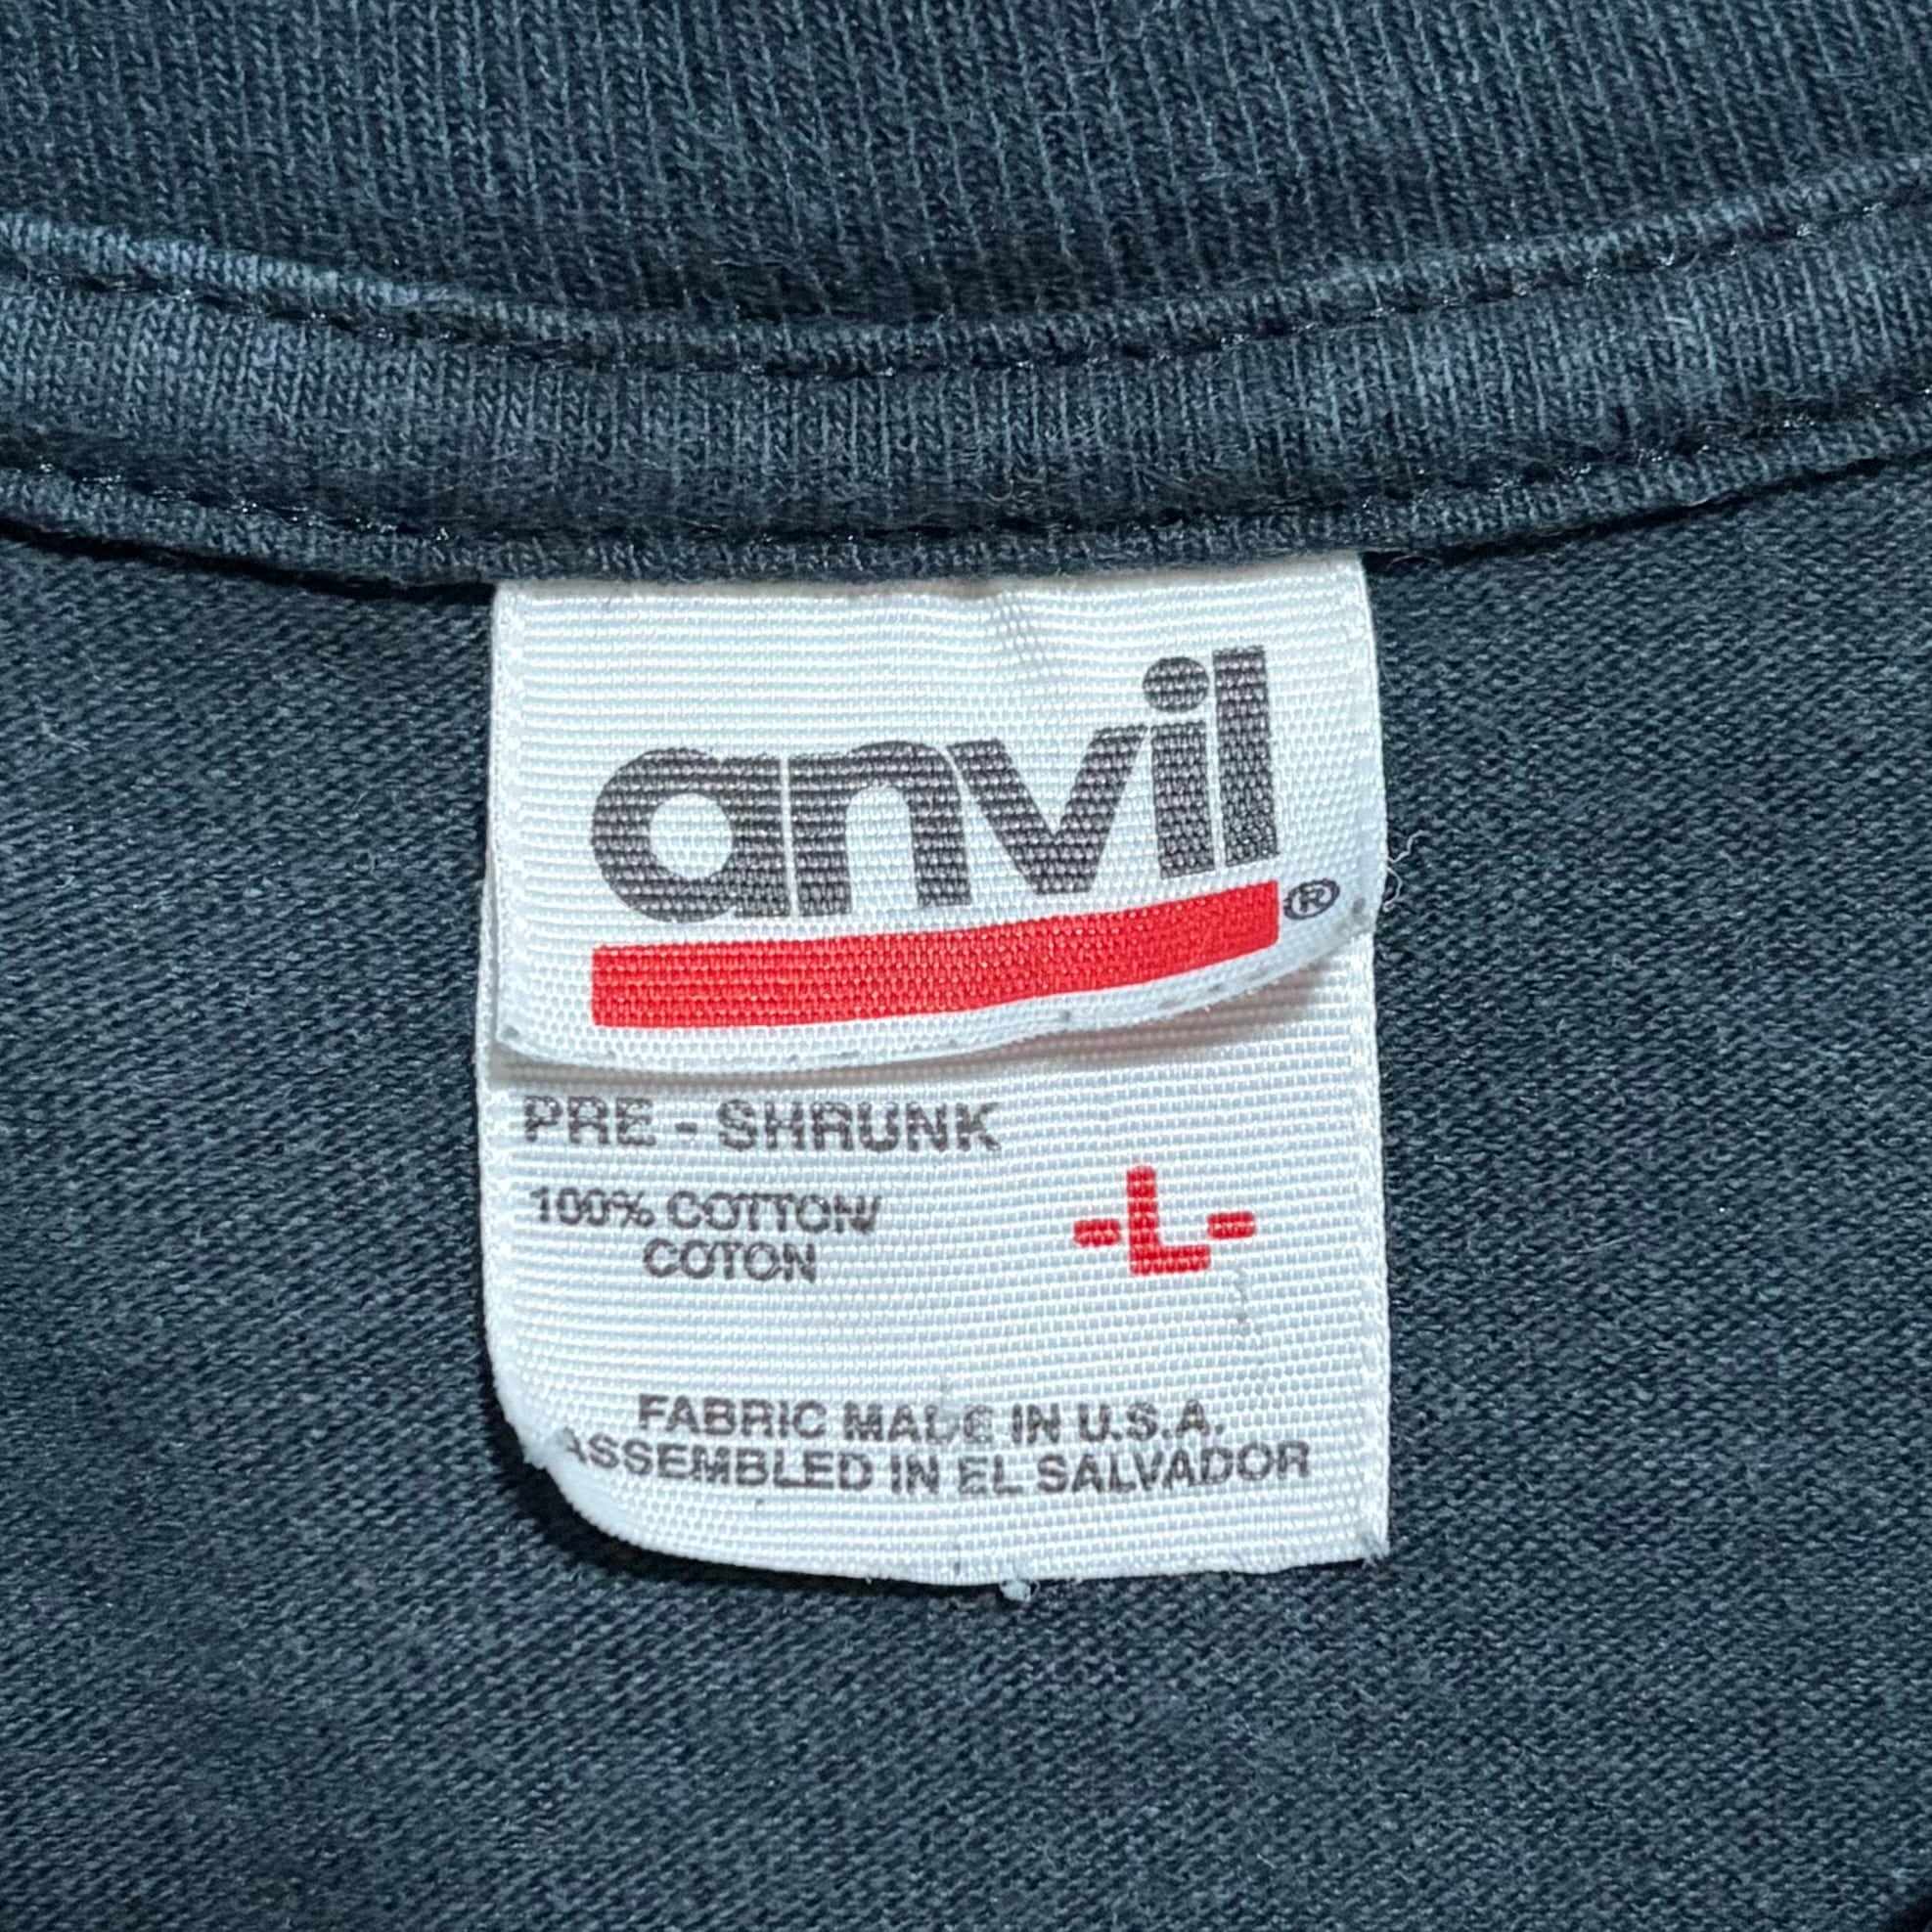 anvil®
PRE - SHRUNK
100% COTTON/
COTON
-L-
FABRIC MADE IN U.S.A.
ASSEMBLED IN EL SALVADOR